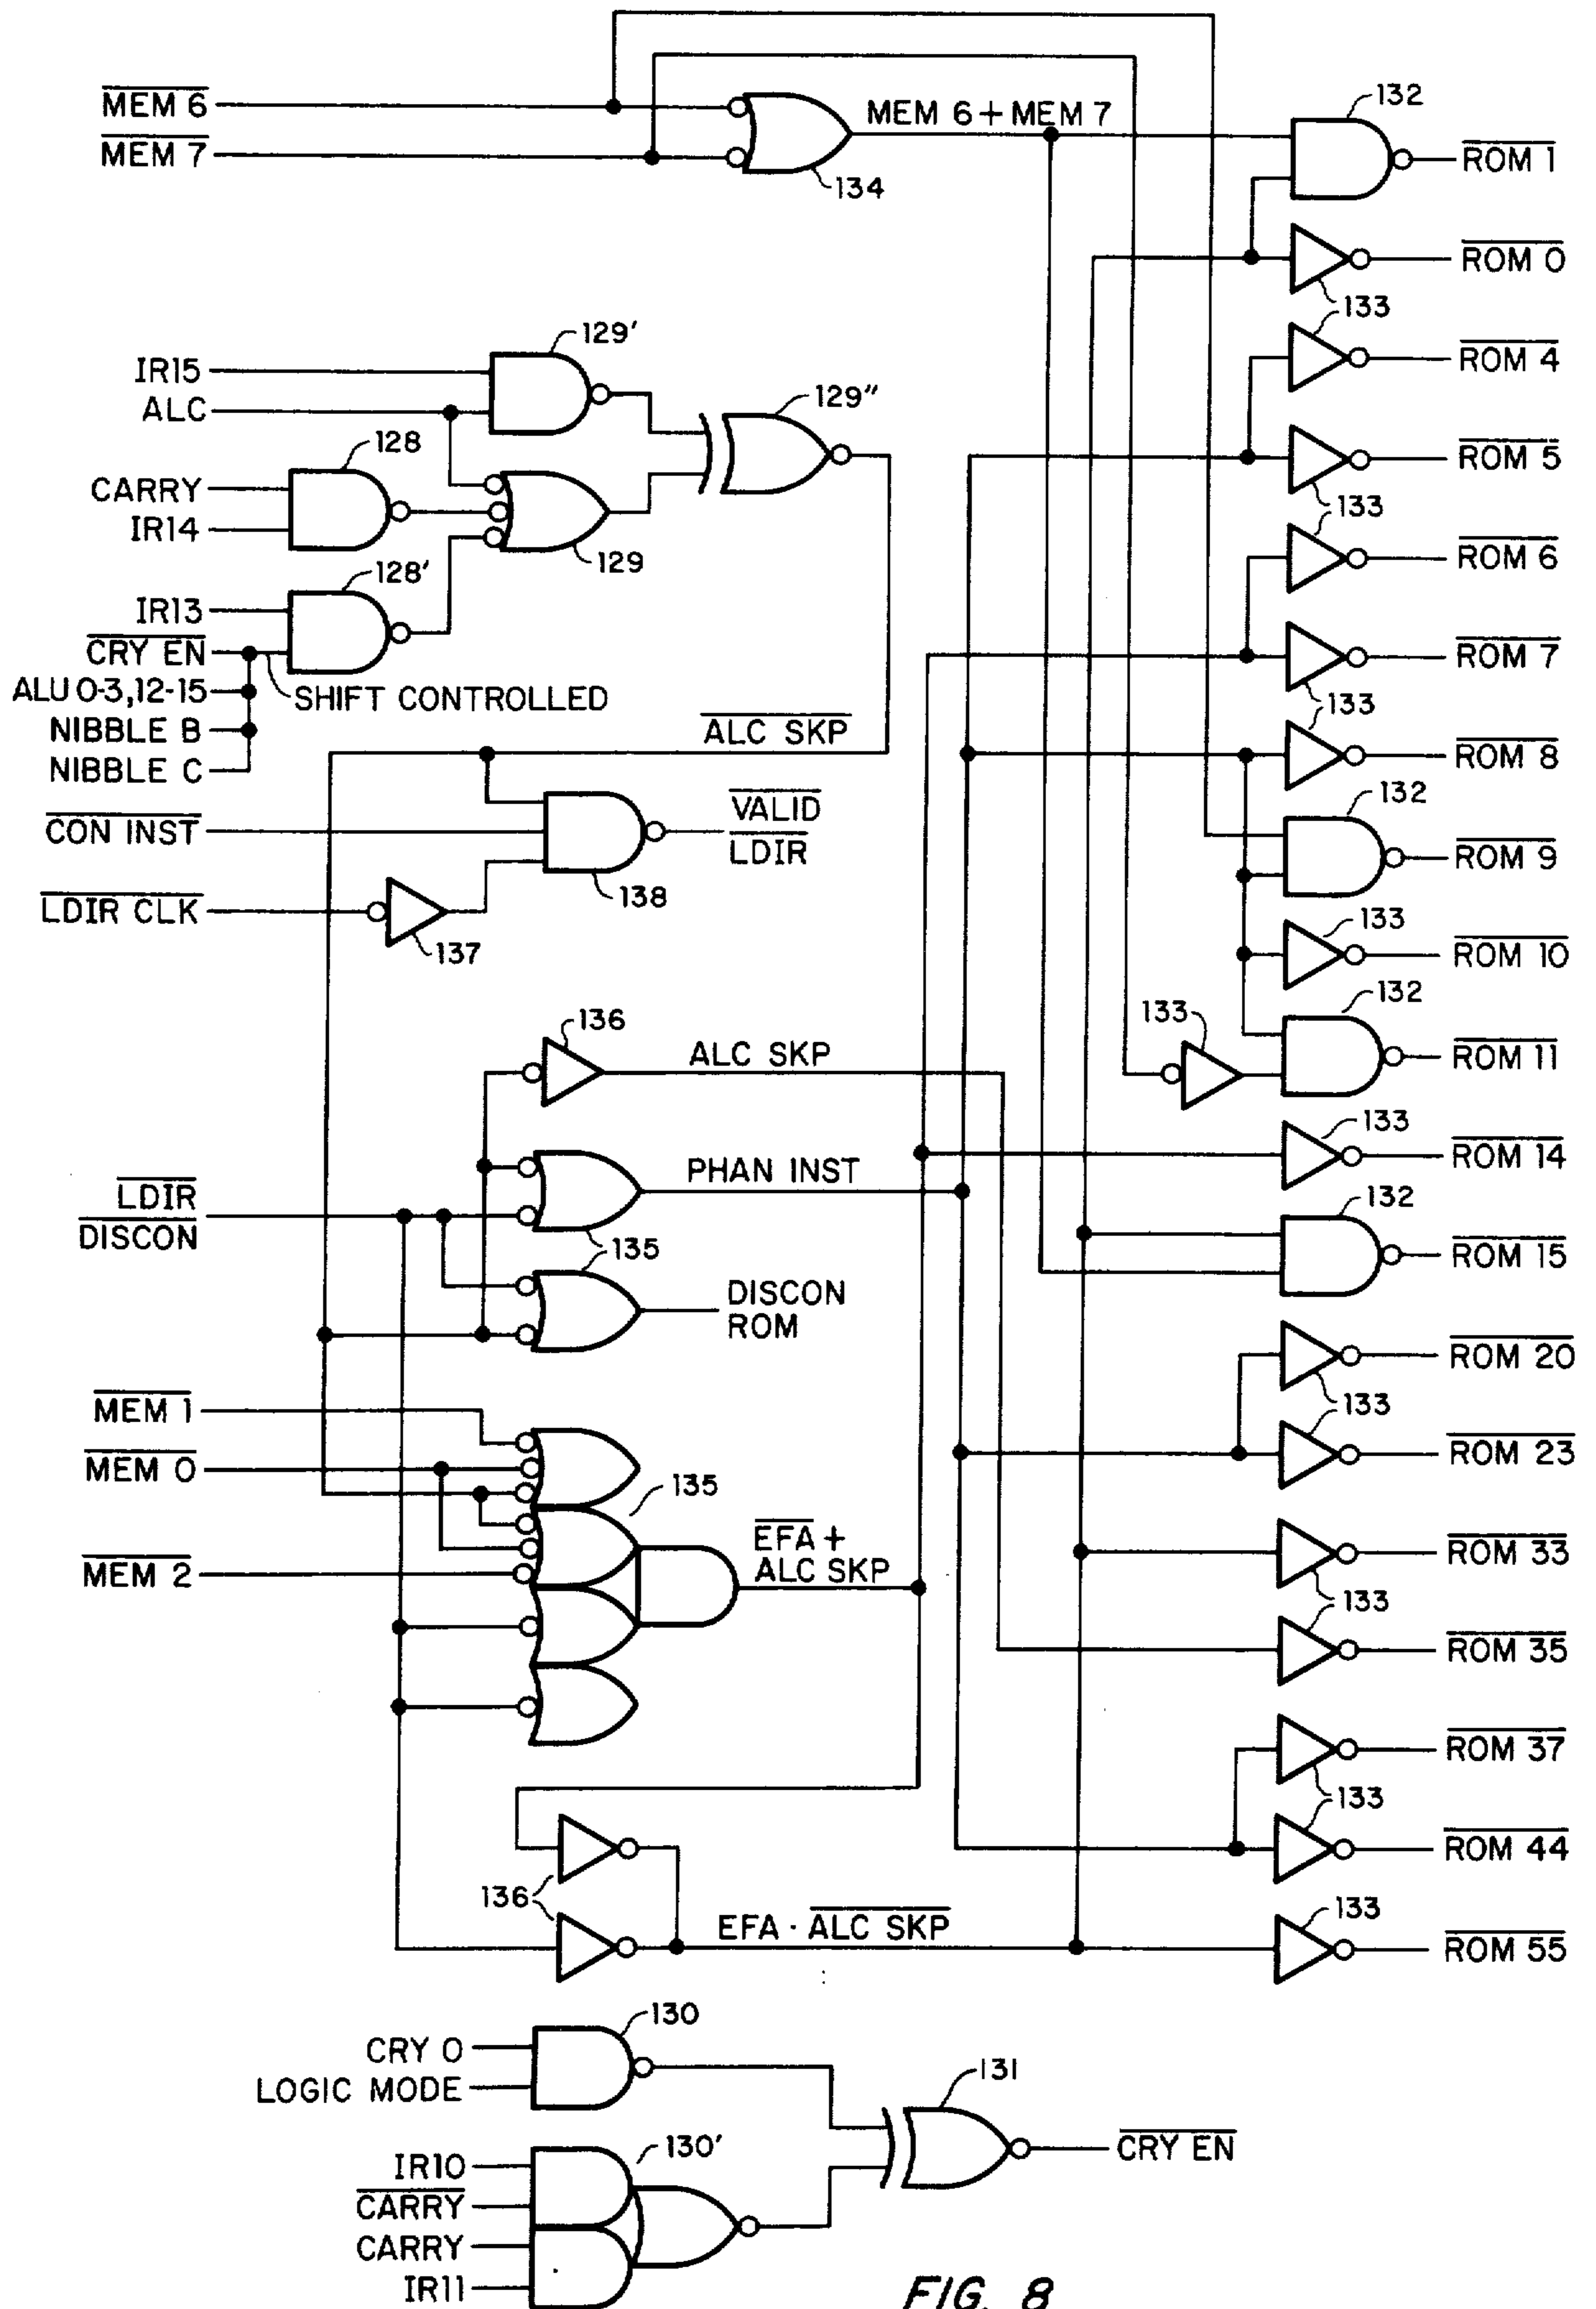 MEM 6
MEM 7
MEM 6 + MEM 7
134
132
ROM 1
ROM 0
133
ROM 4
IR15
ALC
129'
129"
128
CARRY
IR14
129
ROM 5
133
ROM 6
128'
IR13
CRY EN
ALU 0-3, 12-15
NIBBLE B
NIBBLE C
SHIFT CONTROLLED
ROM 7
133
ALC SKP
ROM 8
132
CON INST
VALID
LDIR
138
ROM 9
LDIR CLK
137
133
ROM 10
132
133
136
ALC SKP
ROM 11
133
ROM 14
LDIR
DISCON
PHAN INST
135
132
ROM 15
DISCON
ROM
ROM 20
133
MEM 1
MEM 0
135
ROM 23
MEM 2
EFA +
ALC SKP
ROM 33
133
ROM 35
ROM 37
133
136
ROM 44
EFA · ALC SKP
133
ROM 55
130
CRY 0
LOGIC MODE
131
CRY EN
130'
IR10
CARRY
CARRY
IR11
FIG. 8